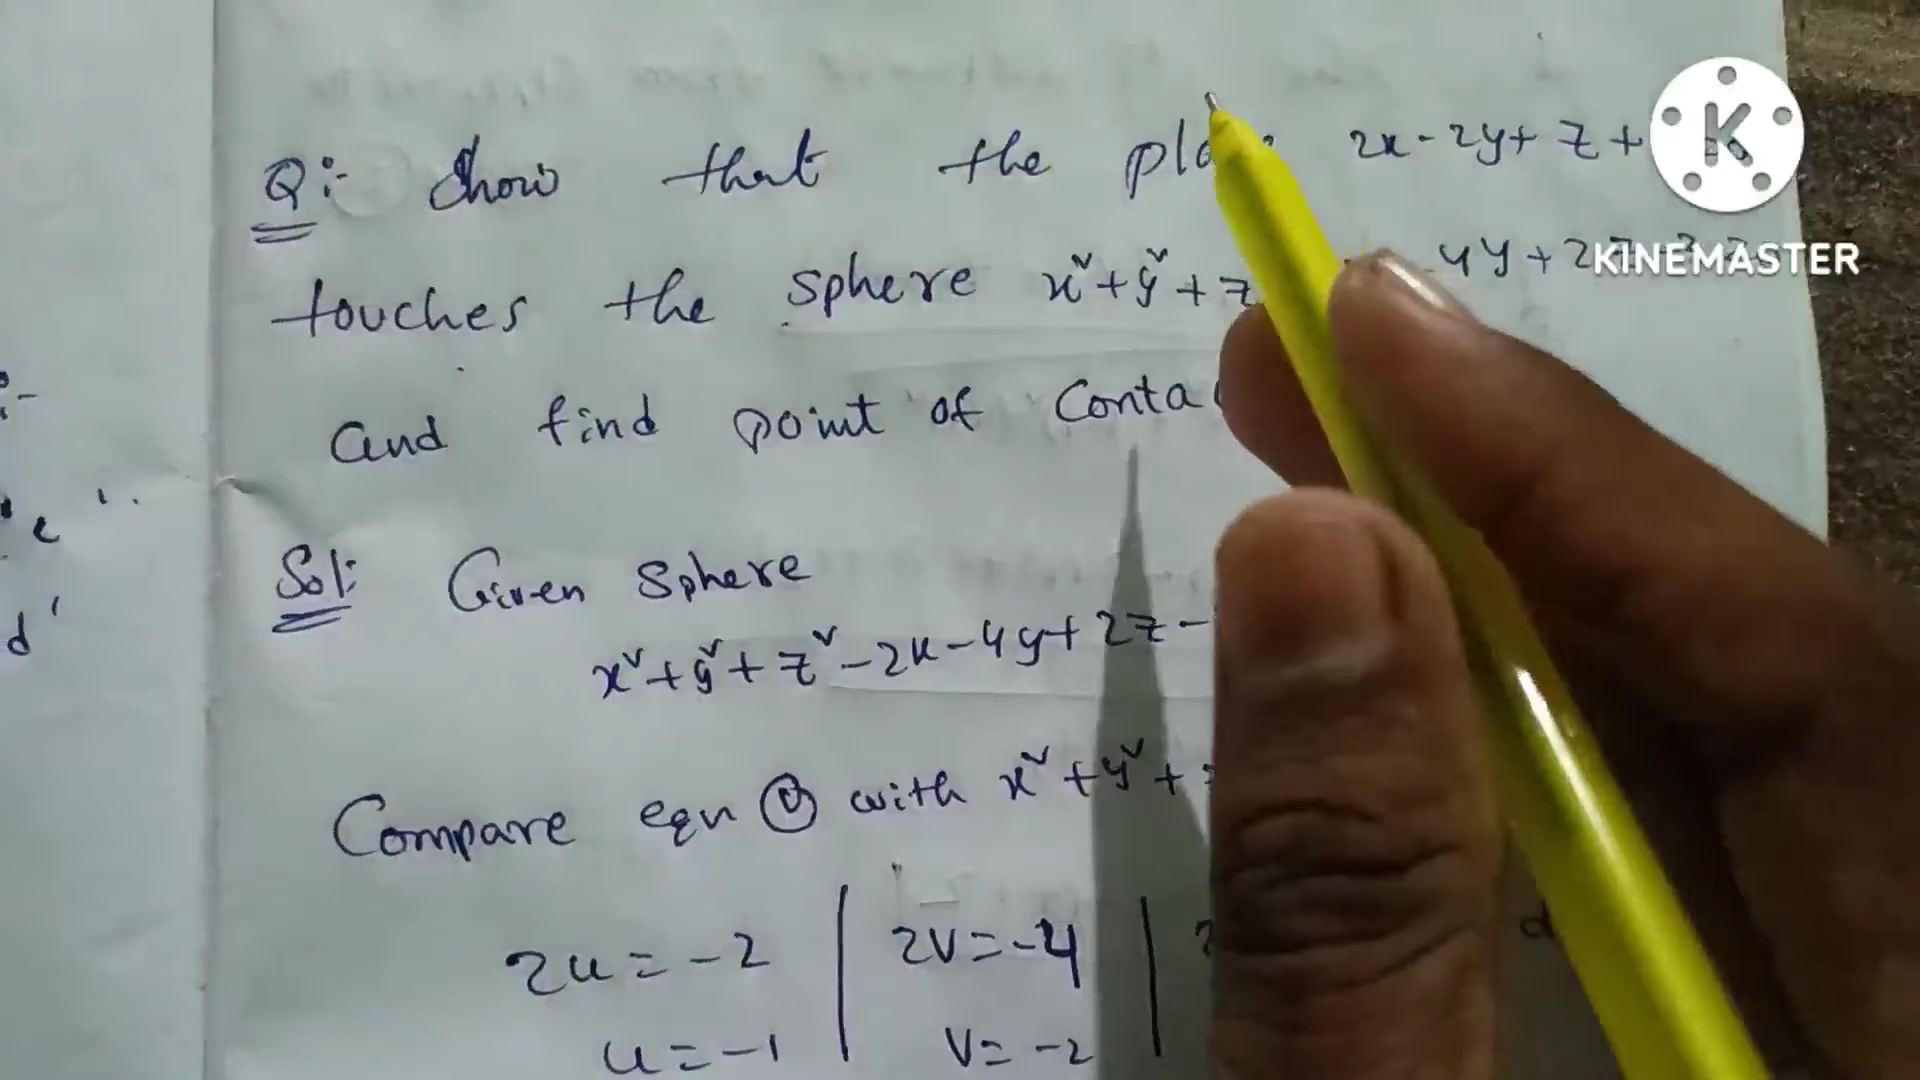 Q:- Show that the pla 2x - 2y + z +
touches the sphere x² + y² + z - 4y + 2
KINEMASTER
and find point of Conta
Sol: Given Sphere
x² + y² + z² - 2x - 4y + 2z -
Compare eqn ① with x² + y² +
2u = -2 | 2v = -4 |
u = -1 | v = -2
e
d'